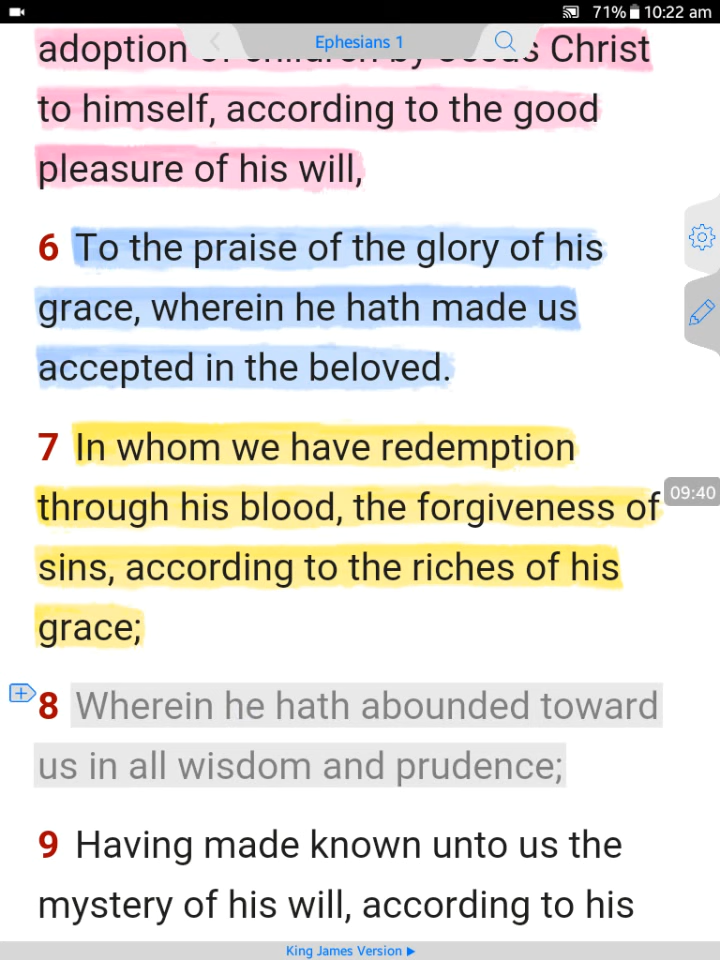 71% 10:22 am
Ephesians 1
adoption Christ
to himself, according to the good
pleasure of his will,
6 To the praise of the glory of his
grace, wherein he hath made us
accepted in the beloved.
7 In whom we have redemption
through his blood, the forgiveness of
09:40
sins, according to the riches of his
grace;
8 Wherein he hath abounded toward
us in all wisdom and prudence;
9 Having made known unto us the
mystery of his will, according to his
King James Version ▶